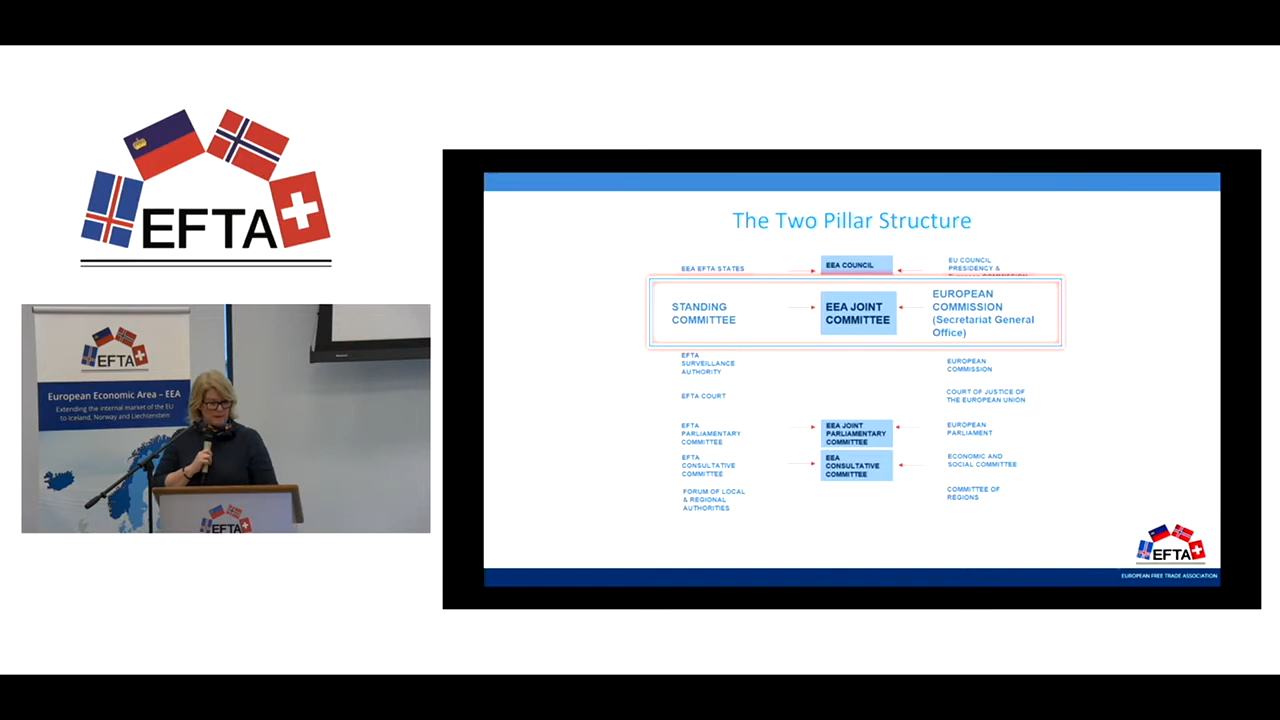 EFTA
EFTA
European Economic Area – EEA
Extending the internal market of the EU
to Iceland, Norway and Liechtenstein
EFTA
The Two Pillar Structure
EEA EFTA STATES
EEA COUNCIL
EU COUNCIL
PRESIDENCY &
STANDING
COMMITTEE
EEA JOINT
COMMITTEE
EUROPEAN
COMMISSION
(Secretariat General
Office)
EFTA
SURVEILLANCE
AUTHORITY
EUROPEAN
COMMISSION
EFTA COURT
COURT OF JUSTICE OF
THE EUROPEAN UNION
EFTA
PARLIAMENTARY
COMMITTEE
EEA JOINT
PARLIAMENTARY
COMMITTEE
EUROPEAN
PARLIAMENT
EFTA
CONSULTATIVE
COMMITTEE
EEA
CONSULTATIVE
COMMITTEE
ECONOMIC AND
SOCIAL COMMITTEE
FORUM OF LOCAL
& REGIONAL
AUTHORITIES
COMMITTEE OF
REGIONS
EFTA
EUROPEAN FREE TRADE ASSOCIATION